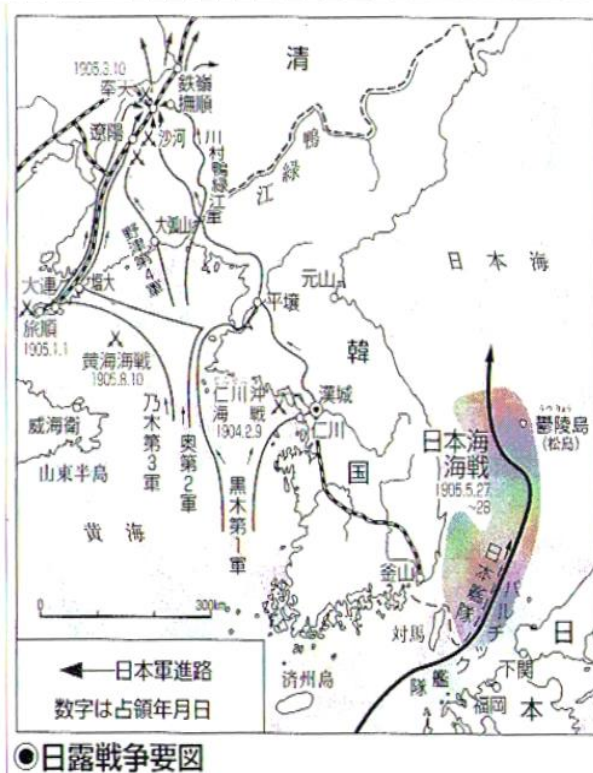 清
1905.3.10
奉天
鉄嶺
撫順
遼陽
沙河
川村鴨緑江軍
鴨緑江
大弧山
野津第4軍
日本海
元山
大連
旅順
1905.1.1
平壌
黄海海戦
1905.8.10
仁川沖海戦
1904.2.9
漢城
仁川
韓国
威海衛
山東半島
乃木第3軍
奥第2軍
黒木第1軍
黄海
日本海海戦
1905.5.27
~28
鬱陵島
(松島)
釜山
日本艦隊
バルチック艦隊
対馬
済州島
下関
福岡
日本
0
300km
日本軍進路
数字は占領年月日
◉日露戦争要図